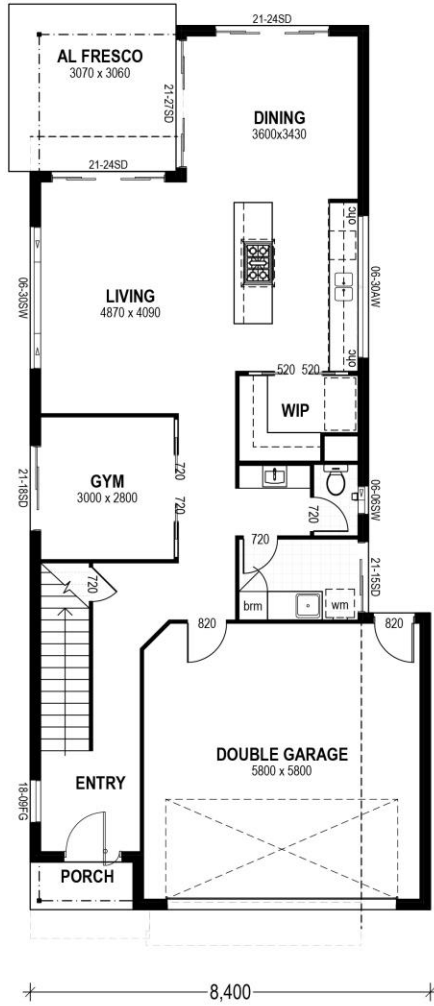 21-24SD
AL FRESCO
3070 x 3060
21-27SD
DINING
3600x3430
21-24SD
ohc
06-30SW
LIVING
4870 x 4090
06-30AW
ohc
520 520
WIP
GYM
3000 x 2800
720
720
21-18SD
720
06-06SW
720
720
21-15SD
brm
wm
820
820
DOUBLE GARAGE
5800 x 5800
ENTRY
18-09FG
PORCH
8,400